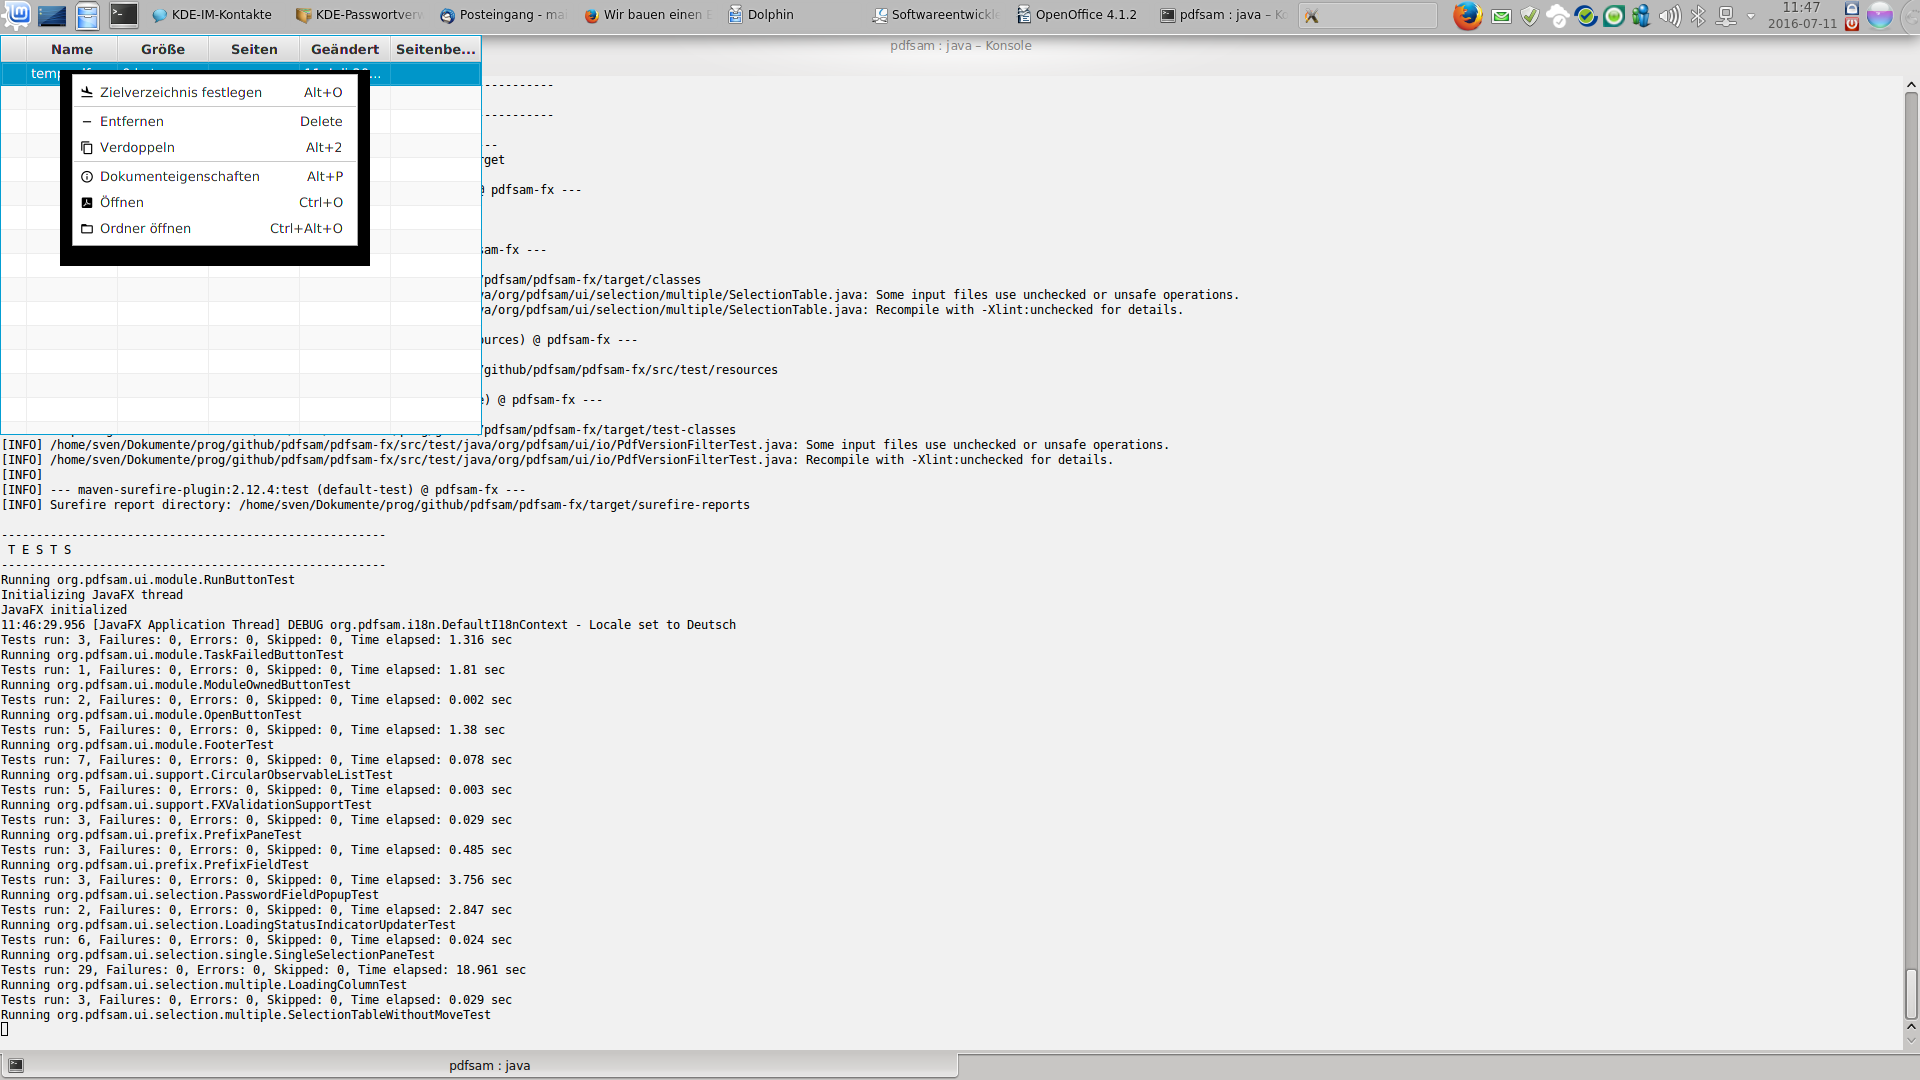 KDE-IM-Kontakte
KDE-Passwortverw
Posteingang - ma
Wir bauen einen
Dolphin
Softwareentwickl
OpenOffice 4.1.2
pdfsam : java – Ko
11:47
2016-07-11
pdfsam : java – Konsole
Name Größe Seiten Geändert Seitenbe...
Zielverzeichnis festlegen Alt+O
Entfernen Delete
Verdoppeln Alt+2
Dokumenteigenschaften Alt+P
Öffnen Ctrl+O
Ordner öffnen Ctrl+Alt+O
----------
----------
--
rget
@ pdfsam-fx ---
sam-fx ---
/pdfsam/pdfsam-fx/target/classes
va/org/pdfsam/ui/selection/multiple/SelectionTable.java: Some input files use unchecked or unsafe operations.
va/org/pdfsam/ui/selection/multiple/SelectionTable.java: Recompile with -Xlint:unchecked for details.
ources) @ pdfsam-fx ---
/github/pdfsam/pdfsam-fx/src/test/resources
e) @ pdfsam-fx ---
/pdfsam/pdfsam-fx/target/test-classes
[INFO] /home/sven/Dokumente/prog/github/pdfsam/pdfsam-fx/src/test/java/org/pdfsam/ui/io/PdfVersionFilterTest.java: Some input files use unchecked or unsafe operations.
[INFO] /home/sven/Dokumente/prog/github/pdfsam/pdfsam-fx/src/test/java/org/pdfsam/ui/io/PdfVersionFilterTest.java: Recompile with -Xlint:unchecked for details.
[INFO]
[INFO] --- maven-surefire-plugin:2.12.4:test (default-test) @ pdfsam-fx ---
[INFO] Surefire report directory: /home/sven/Dokumente/prog/github/pdfsam/pdfsam-fx/target/surefire-reports
-------------------------------------------------------
T E S T S
-------------------------------------------------------
Running org.pdfsam.ui.module.RunButtonTest
Initializing JavaFX thread
JavaFX initialized
11:46:29.956 [JavaFX Application Thread] DEBUG org.pdfsam.i18n.DefaultI18nContext - Locale set to Deutsch
Tests run: 3, Failures: 0, Errors: 0, Skipped: 0, Time elapsed: 1.316 sec
Running org.pdfsam.ui.module.TaskFailedButtonTest
Tests run: 1, Failures: 0, Errors: 0, Skipped: 0, Time elapsed: 1.81 sec
Running org.pdfsam.ui.module.ModuleOwnedButtonTest
Tests run: 2, Failures: 0, Errors: 0, Skipped: 0, Time elapsed: 0.002 sec
Running org.pdfsam.ui.module.OpenButtonTest
Tests run: 5, Failures: 0, Errors: 0, Skipped: 0, Time elapsed: 1.38 sec
Running org.pdfsam.ui.module.FooterTest
Tests run: 7, Failures: 0, Errors: 0, Skipped: 0, Time elapsed: 0.078 sec
Running org.pdfsam.ui.support.CircularObservableListTest
Tests run: 5, Failures: 0, Errors: 0, Skipped: 0, Time elapsed: 0.003 sec
Running org.pdfsam.ui.support.FXValidationSupportTest
Tests run: 3, Failures: 0, Errors: 0, Skipped: 0, Time elapsed: 0.029 sec
Running org.pdfsam.ui.prefix.PrefixPaneTest
Tests run: 3, Failures: 0, Errors: 0, Skipped: 0, Time elapsed: 0.485 sec
Running org.pdfsam.ui.prefix.PrefixFieldTest
Tests run: 3, Failures: 0, Errors: 0, Skipped: 0, Time elapsed: 3.756 sec
Running org.pdfsam.ui.selection.PasswordFieldPopupTest
Tests run: 2, Failures: 0, Errors: 0, Skipped: 0, Time elapsed: 2.847 sec
Running org.pdfsam.ui.selection.LoadingStatusIndicatorUpdaterTest
Tests run: 6, Failures: 0, Errors: 0, Skipped: 0, Time elapsed: 0.024 sec
Running org.pdfsam.ui.selection.single.SingleSelectionPaneTest
Tests run: 29, Failures: 0, Errors: 0, Skipped: 0, Time elapsed: 18.961 sec
Running org.pdfsam.ui.selection.multiple.LoadingColumnTest
Tests run: 3, Failures: 0, Errors: 0, Skipped: 0, Time elapsed: 0.029 sec
Running org.pdfsam.ui.selection.multiple.SelectionTableWithoutMoveTest
pdfsam : java